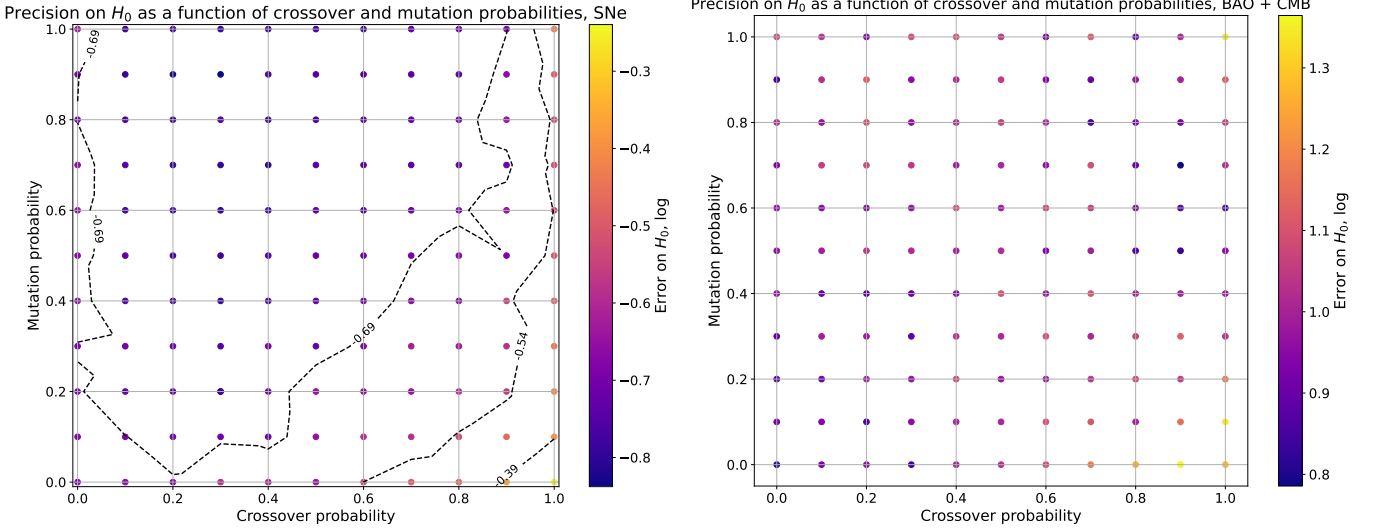 Precision on H₀ as a function of crossover and mutation probabilities, SNe
1.0
0.8
0.6
0.4
0.2
0.0
Mutation probability
0.0 0.2 0.4 0.6 0.8 1.0
Crossover probability
-0.69
-0.69
-0.69
-0.54
-0.39
−0.3
−0.4
−0.5
−0.6
−0.7
−0.8
Error on H₀, log
Precision on H₀ as a function of crossover and mutation probabilities, BAO + CMB
1.0
0.8
0.6
0.4
0.2
0.0
Mutation probability
0.0 0.2 0.4 0.6 0.8 1.0
Crossover probability
1.3
1.2
1.1
1.0
0.9
0.8
Error on H₀, log